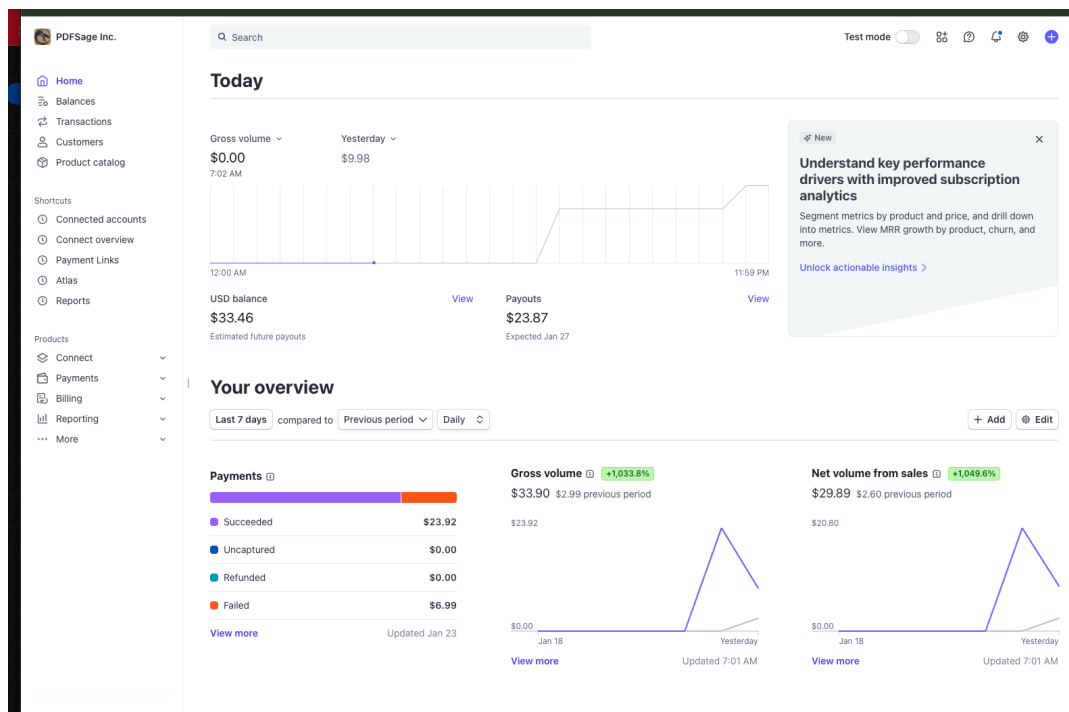 PDFSage Inc.
Search
Test mode
Home
Balances
Transactions
Customers
Product catalog
Shortcuts
Connected accounts
Connect overview
Payment Links
Atlas
Reports
Products
Connect
Payments
Billing
Reporting
More
Today
Gross volume
Yesterday
$0.00
$9.98
7:02 AM
12:00 AM
11:59 PM
USD balance
View
$33.46
Estimated future payouts
Payouts
View
$23.87
Expected Jan 27
New
Understand key performance
drivers with improved subscription
analytics
Segment metrics by product and price, and drill down
into metrics. View MRR growth by product, churn, and
more.
Unlock actionable insights
Your overview
Last 7 days compared to Previous period Daily
Add
Edit
Payments
Succeeded $23.92
Uncaptured $0.00
Refunded $0.00
Failed $6.99
View more Updated Jan 23
Gross volume +1,033.8%
$33.90 $2.99 previous period
$23.92
$0.00
Jan 18 Yesterday
View more Updated 7:01 AM
Net volume from sales +1,049.6%
$29.89 $2.60 previous period
$20.80
$0.00
Jan 18 Yesterday
View more Updated 7:01 AM